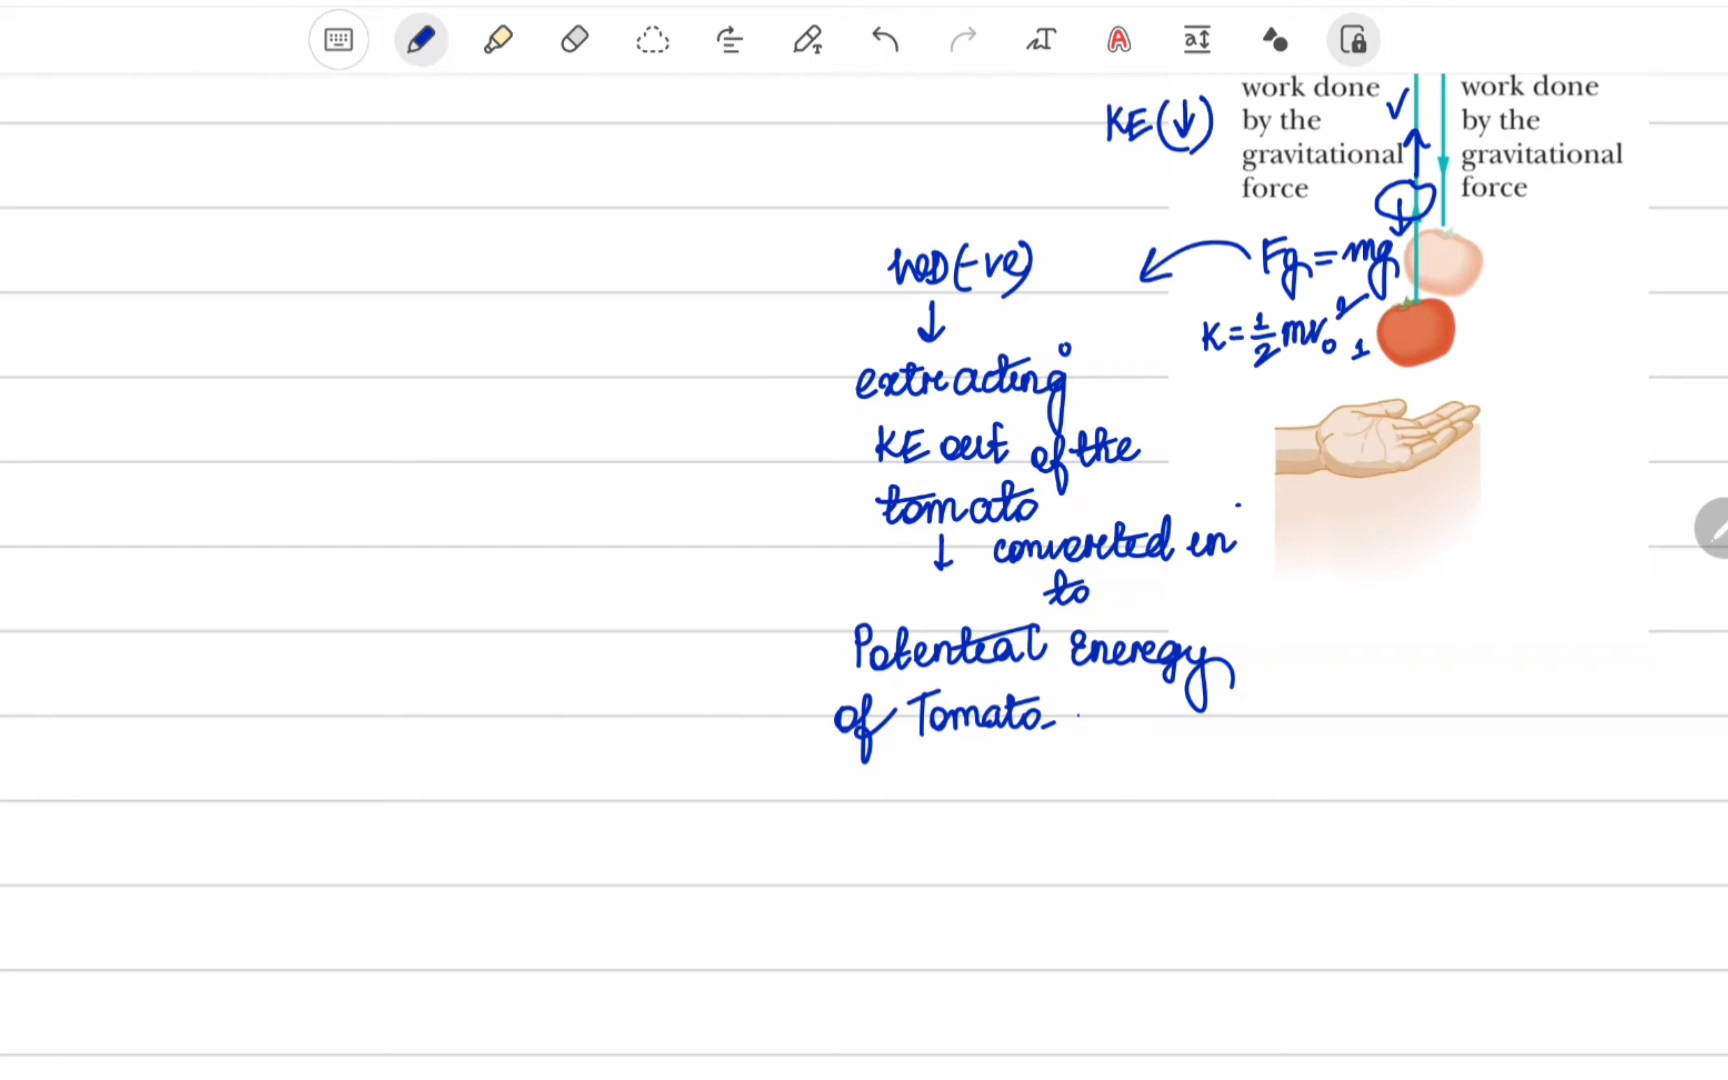 work done
by the
gravitational
force
work done
by the
gravitational
force
KE(↓)
✓
Fg = mg
K = 1/2 mv₀²
1
WD(-ve)
↓
extracting
KE out of the
tomato
↓ converted in
to
Potential Energy
of Tomato